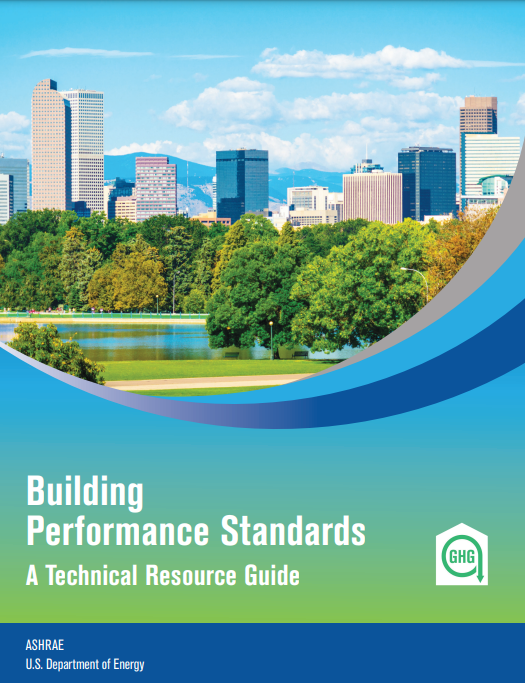 Building
Performance Standards
A Technical Resource Guide
GHG
ASHRAE
U.S. Department of Energy